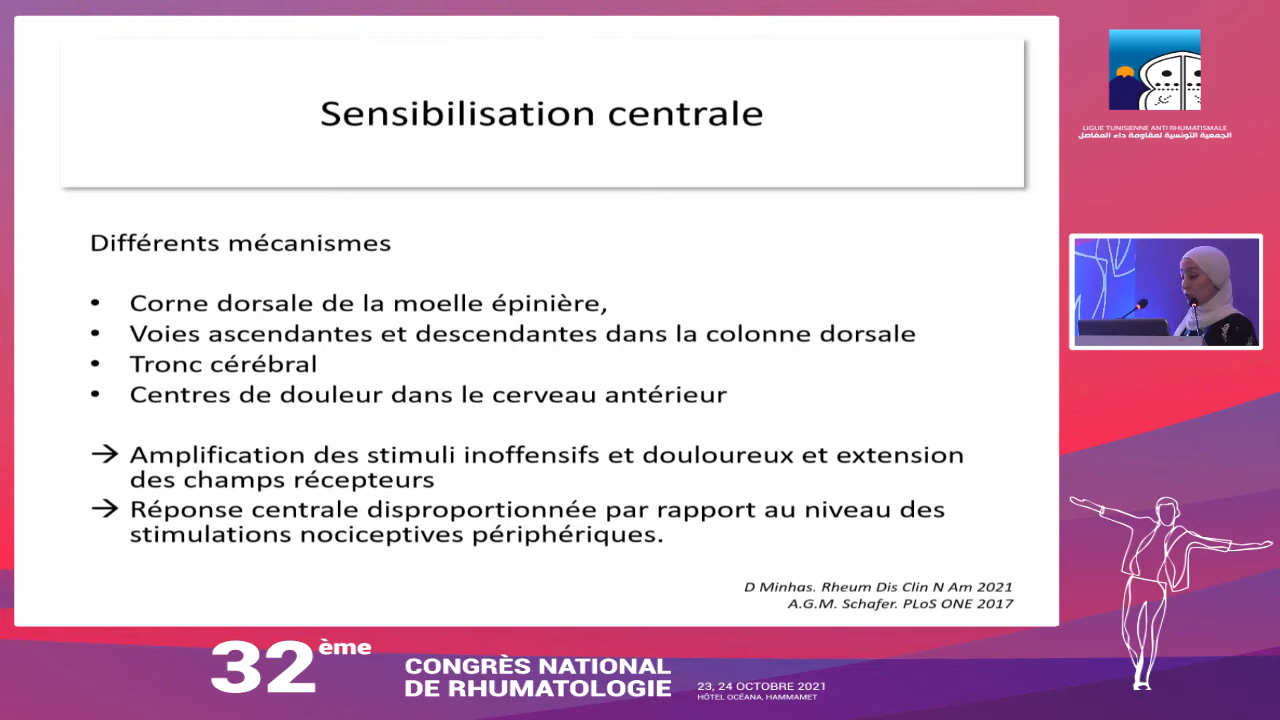 Sensibilisation centrale
Différents mécanismes
• Corne dorsale de la moelle épinière,
• Voies ascendantes et descendantes dans la colonne dorsale
• Tronc cérébral
• Centres de douleur dans le cerveau antérieur
→ Amplification des stimuli inoffensifs et douloureux et extension
des champs récepteurs
→ Réponse centrale disproportionnée par rapport au niveau des
stimulations nociceptives périphériques.
D Minhas. Rheum Dis Clin N Am 2021
A.G.M. Schafer. PLoS ONE 2017
LIGUE TUNISIENNE ANTI RHUMATISMALE
الجمعية التونسية لمقاومة داء المفاصل
32ème
CONGRÈS NATIONAL
DE RHUMATOLOGIE
23, 24 OCTOBRE 2021
HÔTEL OCÉANA, HAMMAMET